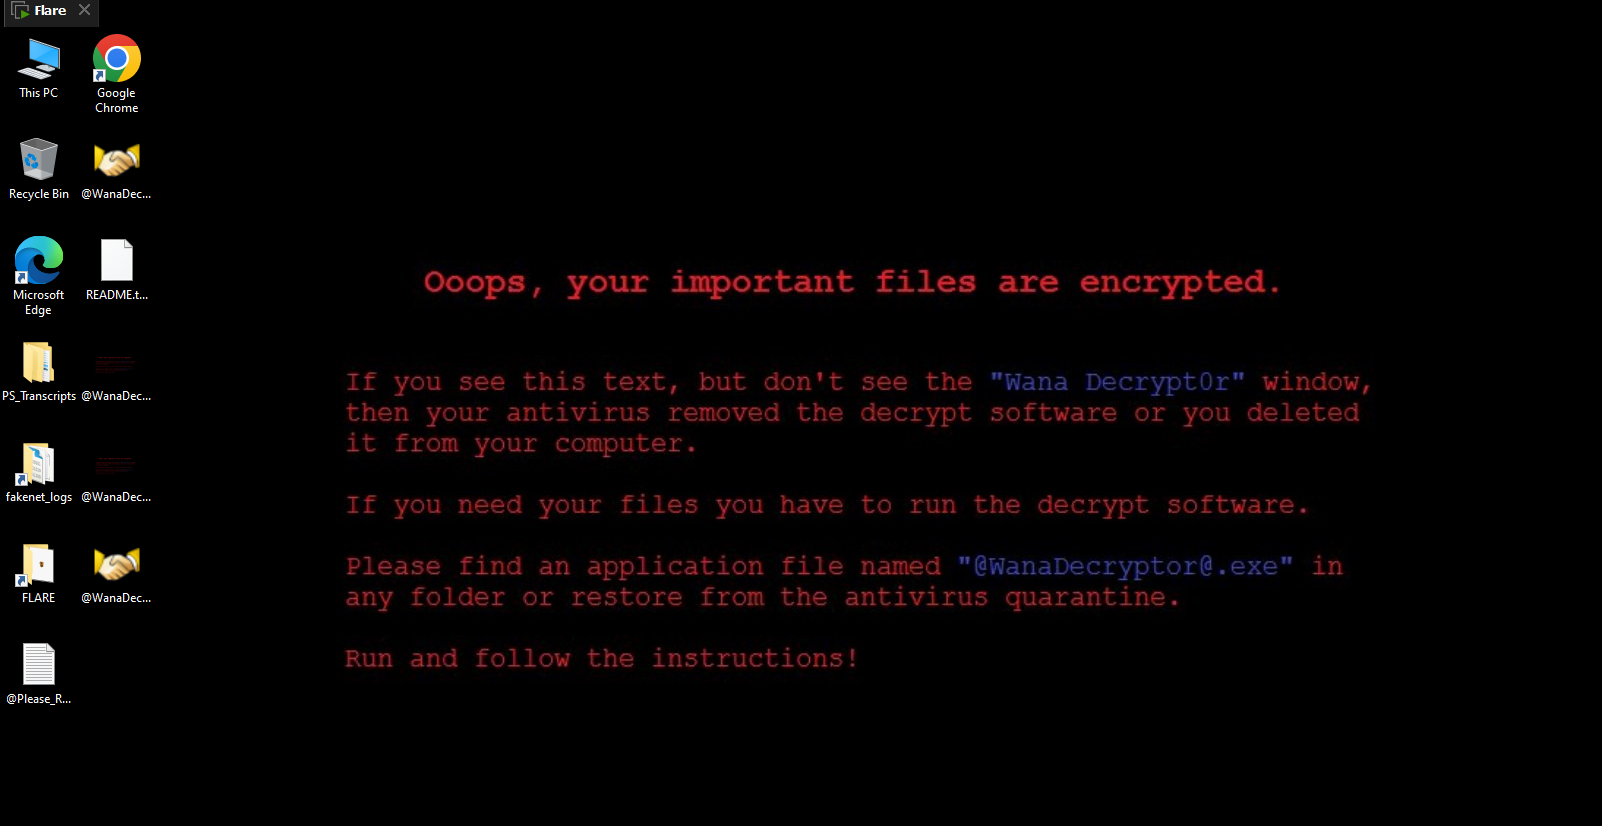 Flare
This PC
Google
Chrome
Recycle Bin
@WanaDec...
Microsoft
Edge
README.t...
PS_Transcripts
@WanaDec...
fakenet_logs
@WanaDec...
FLARE
@WanaDec...
@Please_R...
Ooops, your important files are encrypted.
If you see this text, but don't see the "Wana Decrypt0r" window,
then your antivirus removed the decrypt software or you deleted
it from your computer.
If you need your files you have to run the decrypt software.
Please find an application file named "@WanaDecryptor@.exe" in
any folder or restore from the antivirus quarantine.
Run and follow the instructions!